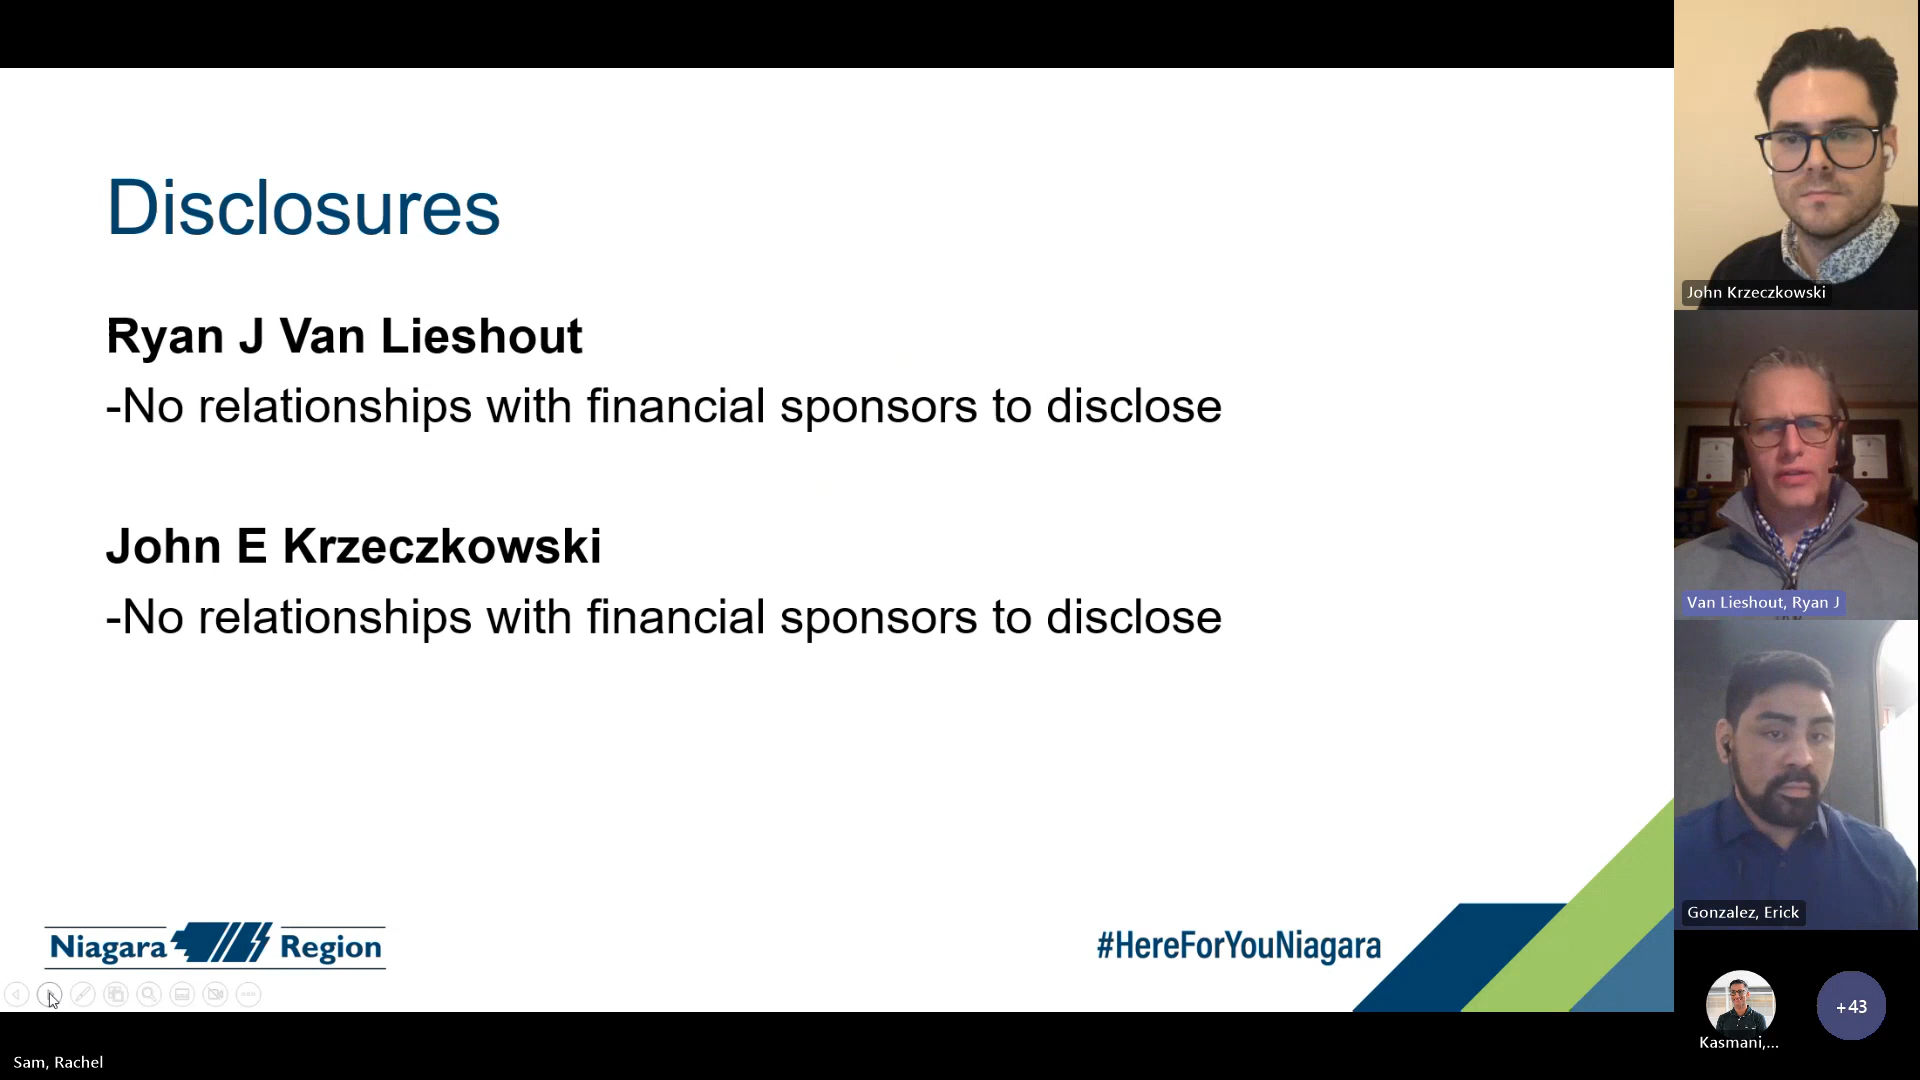 Disclosures
Ryan J Van Lieshout
-No relationships with financial sponsors to disclose
John E Krzeczkowski
-No relationships with financial sponsors to disclose
Niagara Region
#HereForYouNiagara
Sam, Rachel
John Krzeczkowski
Van Lieshout, Ryan J
Gonzalez, Erick
Kasmani,...
+43